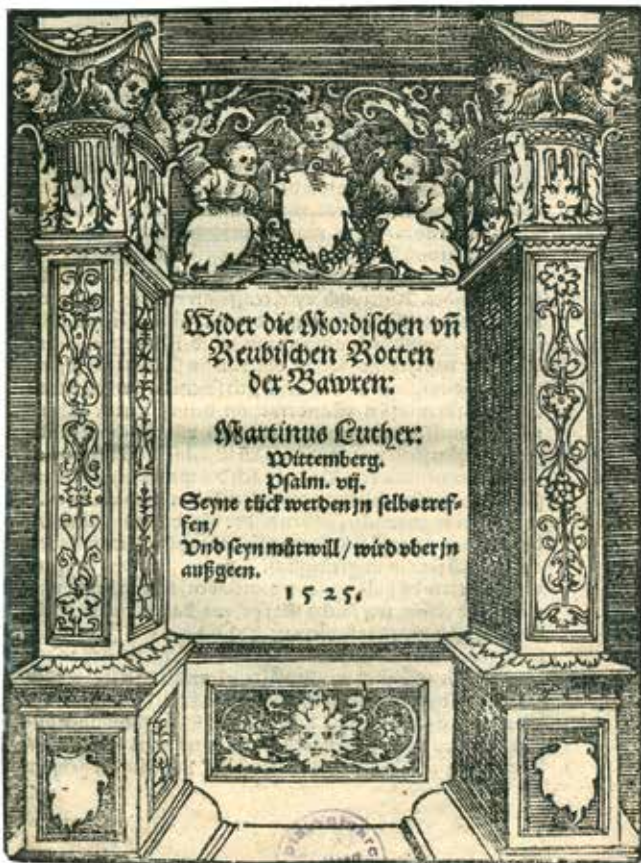 Wider die Mordischen vñ
Reubischen Rotten
der Bawren:
Martinus Luther:
Wittemberg.
Psalm. vij.
Seyne tück werden jn selbs tref-
fen/
Vnd seyn můtwill / wird vber jn
außgeen.
1525.